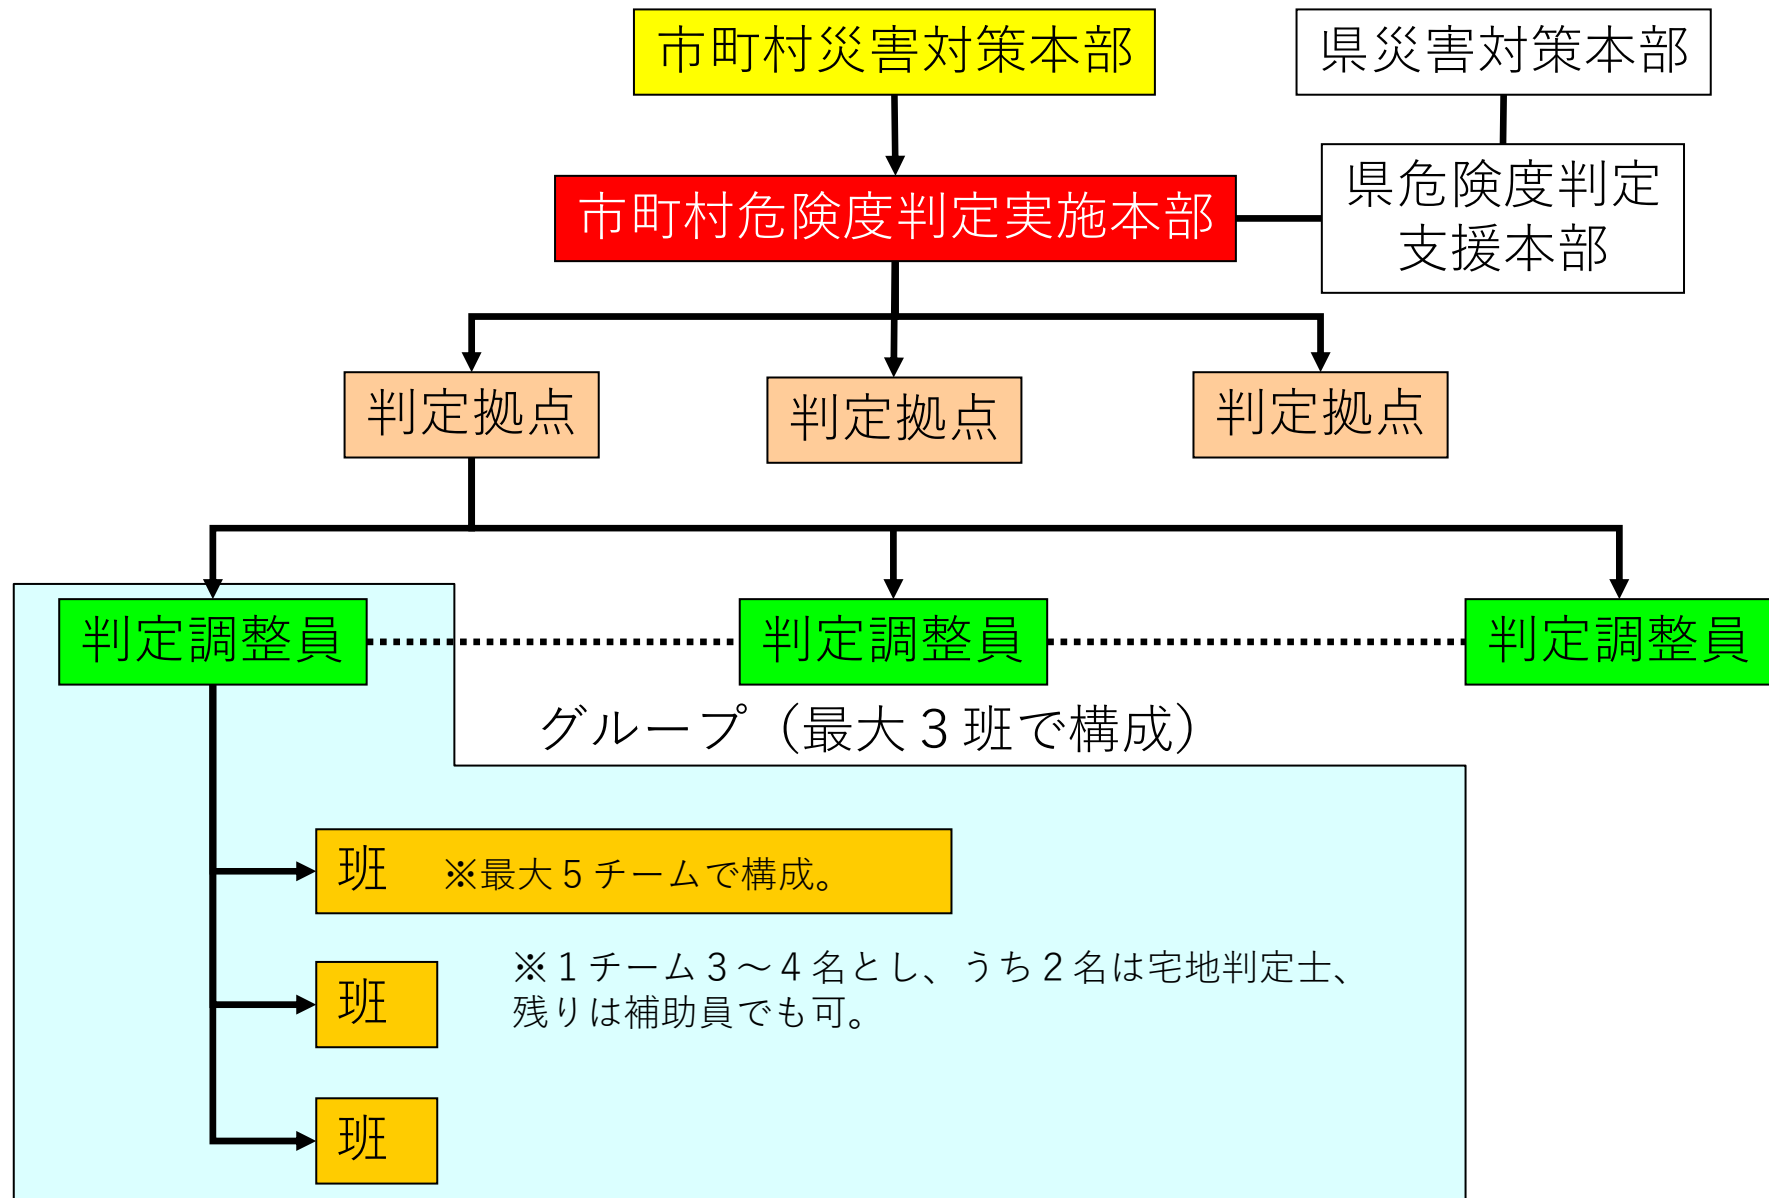 市町村災害対策本部
県災害対策本部
市町村危険度判定実施本部
県危険度判定
支援本部
判定拠点
判定拠点
判定拠点
判定調整員
判定調整員
判定調整員
グループ（最大３班で構成）
班　※最大５チームで構成。
※１チーム３～４名とし、うち２名は宅地判定士、
残りは補助員でも可。
班
班